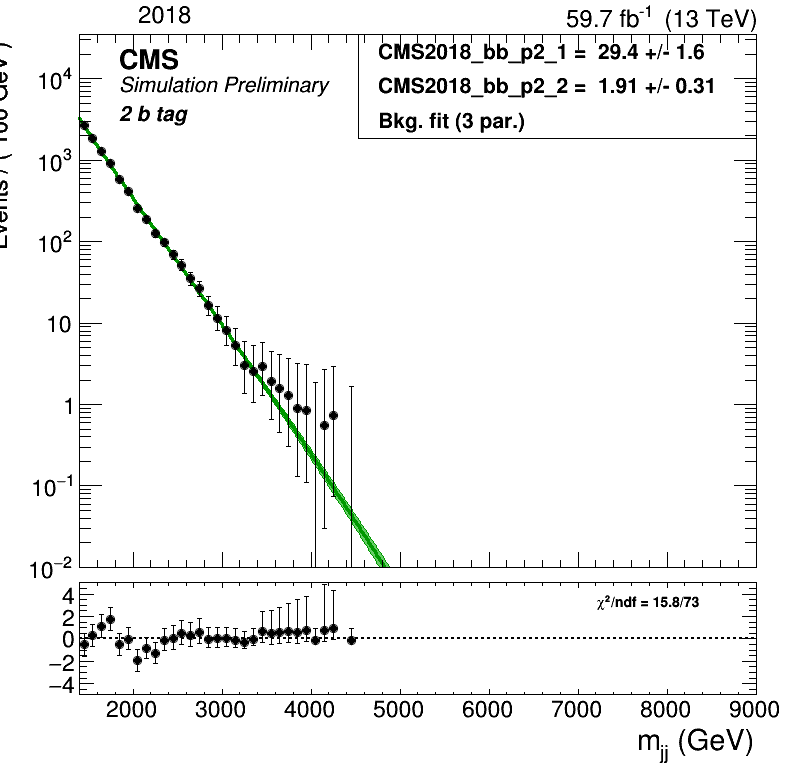 2018
59.7 fb⁻¹ (13 TeV)
CMS
Simulation Preliminary
2 b tag
CMS2018_bb_p2_1 = 29.4 +/- 1.6
CMS2018_bb_p2_2 = 1.91 +/- 0.31
Bkg. fit (3 par.)
10⁴
10³
10²
10
1
10⁻¹
10⁻²
χ²/ndf = 15.8/73
4
2
0
−2
−4
2000 3000 4000 5000 6000 7000 8000 9000
m_jj (GeV)